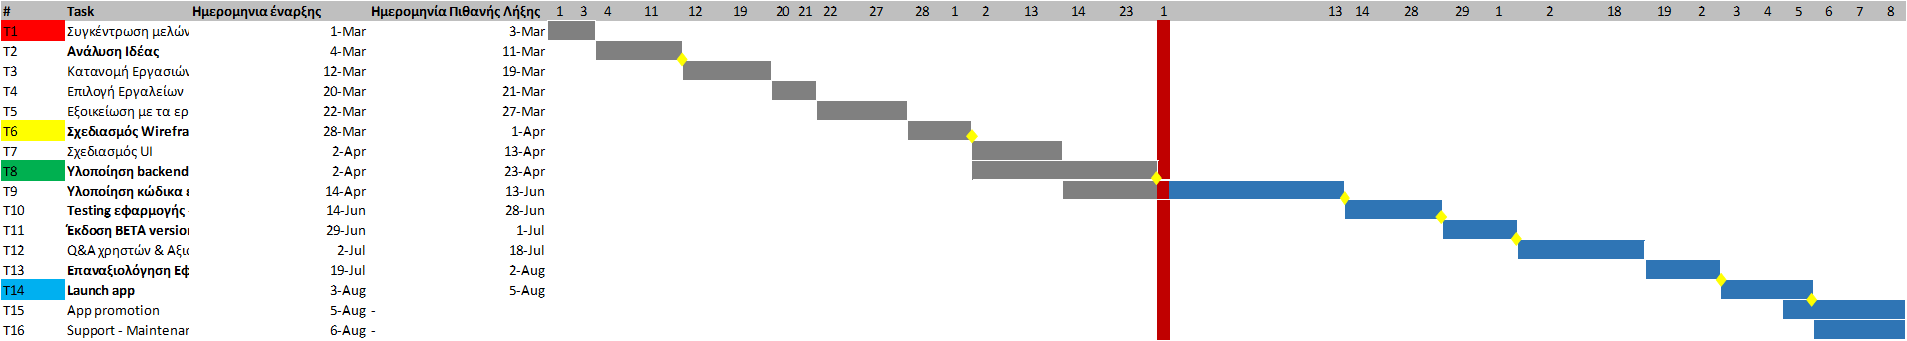 # Task Ημερομηνια έναρξης Ημερομηνία Πιθανής Λήξης 1 3 4 11 12 19 20 21 22 27 28 1 2 13 14 23 1 13 14 28 29 1 2 18 19 2 3 4 5 6 7 8
T1 Συγκέντρωση μελών 1-Mar 3-Mar
T2 Ανάλυση Ιδέας 4-Mar 11-Mar
T3 Κατανομή Εργασιών 12-Mar 19-Mar
T4 Επιλογή Εργαλείων 20-Mar 21-Mar
T5 Εξοικείωση με τα ερ 22-Mar 27-Mar
T6 Σχεδιασμός Wirefra 28-Mar 1-Apr
T7 Σχεδιασμός UI 2-Apr 13-Apr
T8 Υλοποίηση backend 2-Apr 23-Apr
T9 Υλοποίηση κώδικα ε 14-Apr 13-Jun
T10 Testing εφαρμογής 14-Jun 28-Jun
T11 Έκδοση BETA version 29-Jun 1-Jul
T12 Q&A χρηστών & Αξιο 2-Jul 18-Jul
T13 Επαναξιολόγηση Εφ 19-Jul 2-Aug
T14 Launch app 3-Aug 5-Aug
T15 App promotion 5-Aug -
T16 Support - Maintenan 6-Aug -